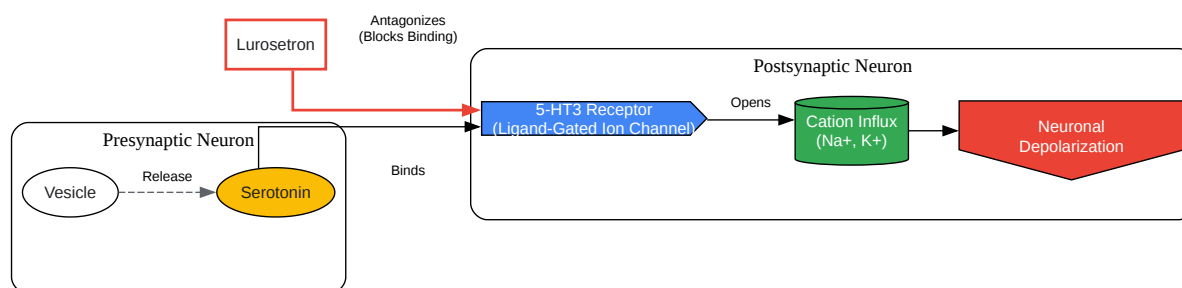 Antagonizes
(Blocks Binding)
Lurosetron
Postsynaptic Neuron
5-HT3 Receptor
(Ligand-Gated Ion Channel)
Opens
Cation Influx
(Na+, K+)
Neuronal
Depolarization
Presynaptic Neuron
Binds
Vesicle
Release
Serotonin